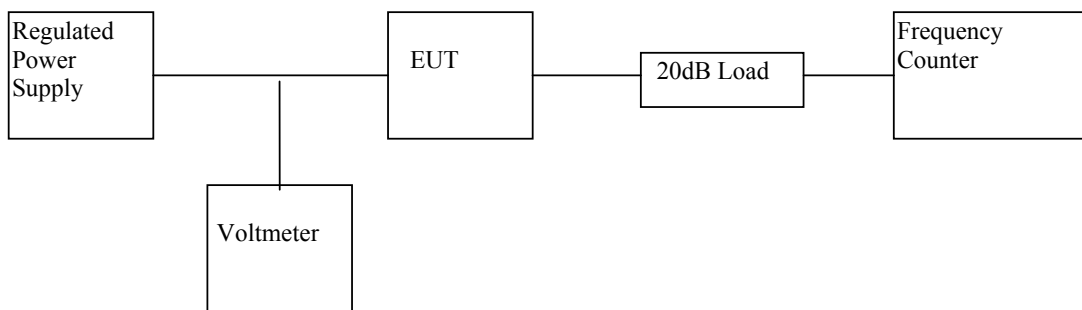 Regulated
Power
Supply
EUT
20dB Load
Frequency
Counter
Voltmeter